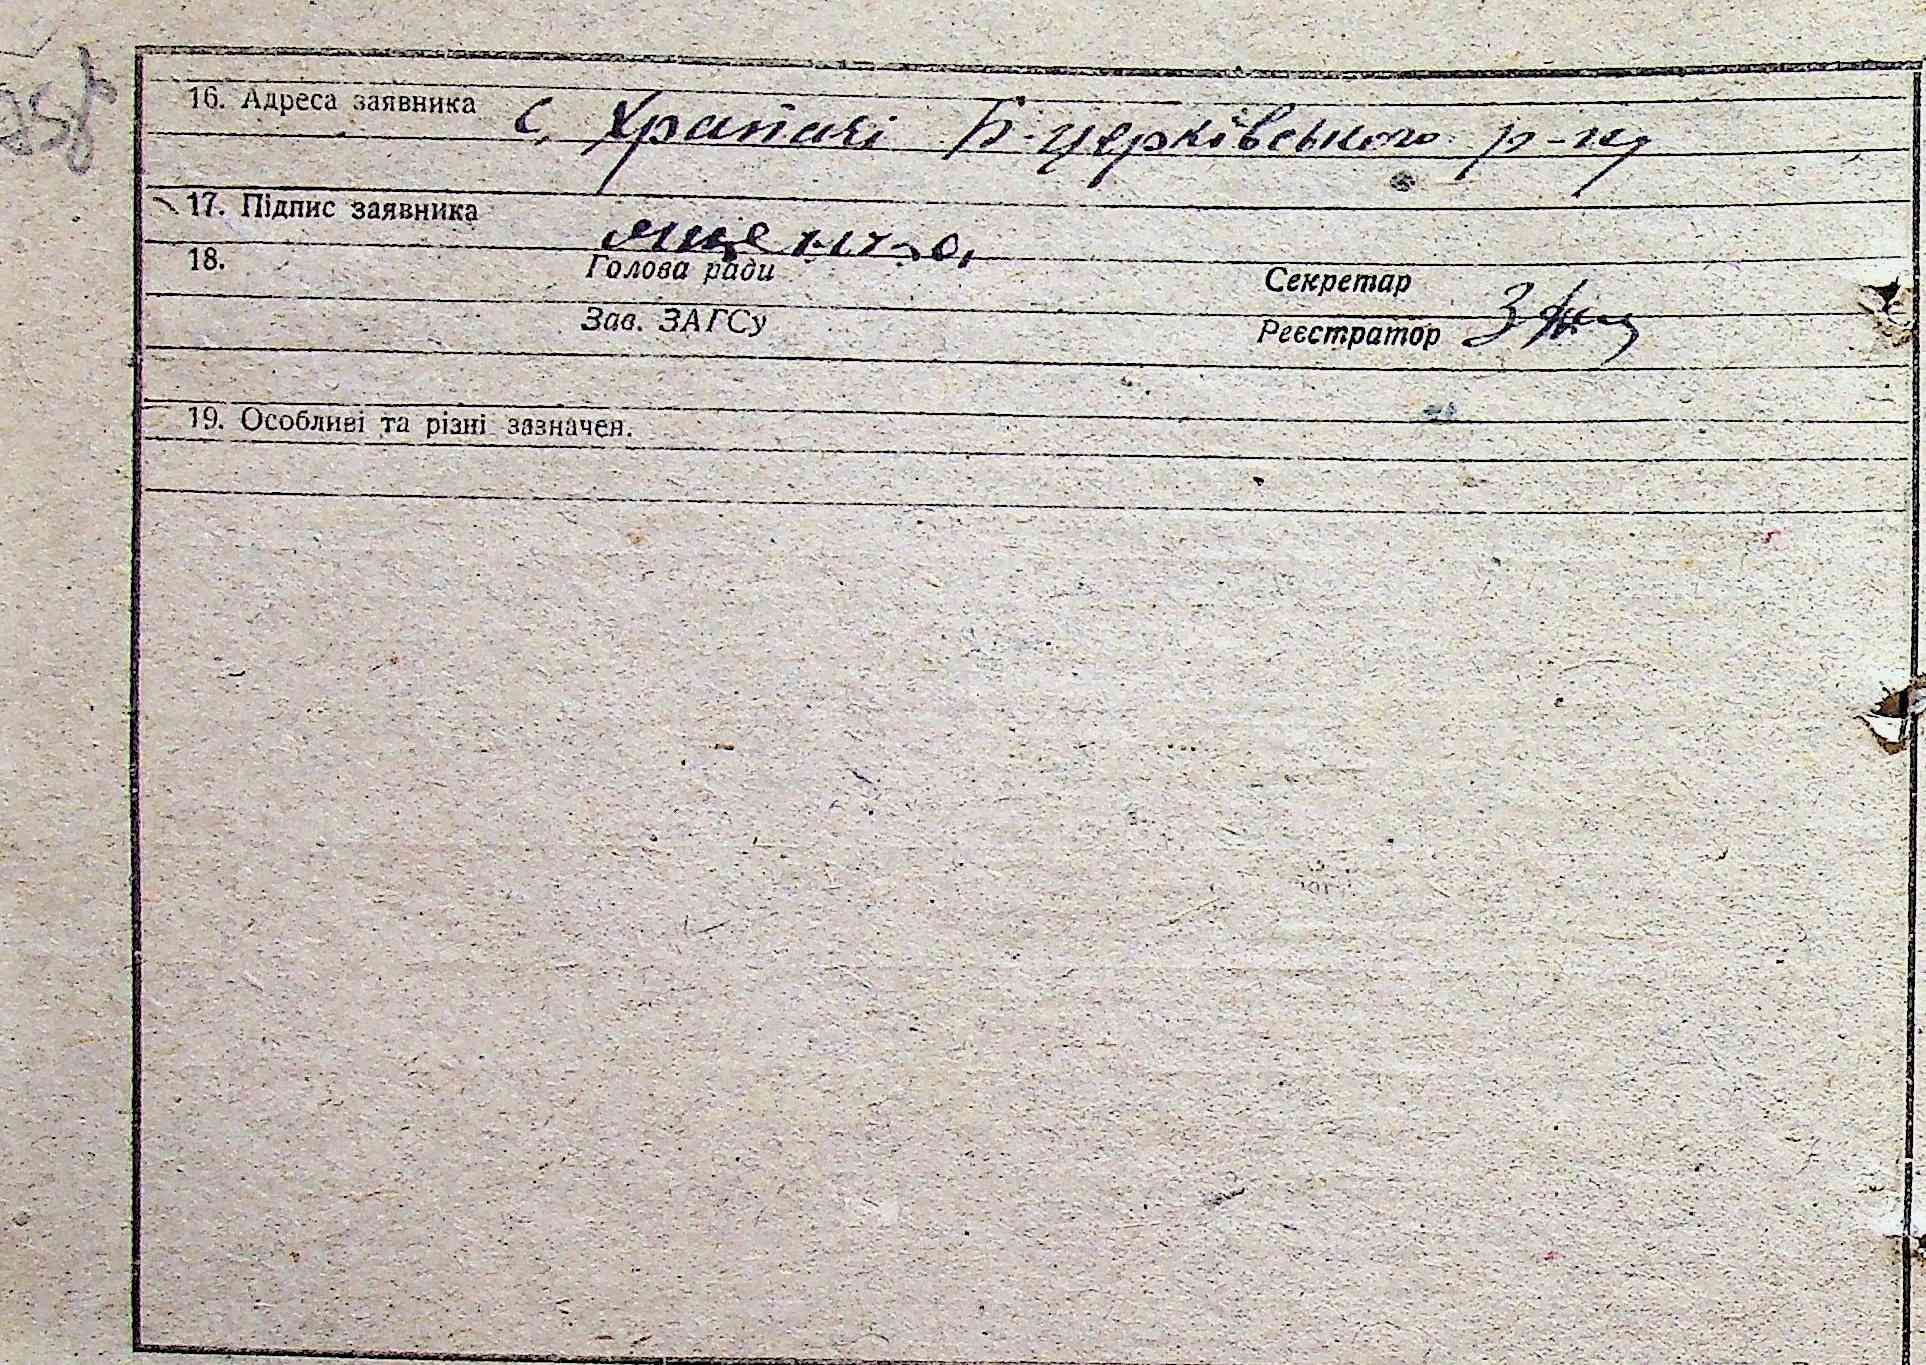 16. Адреса заявника с. Храпачі Б-Церківського р-ну
17. Підпис заявника Ященко
18. Голова ради Секретар
Зав. ЗАГСу Реєстратор
19. Особливі та різні зазначен.